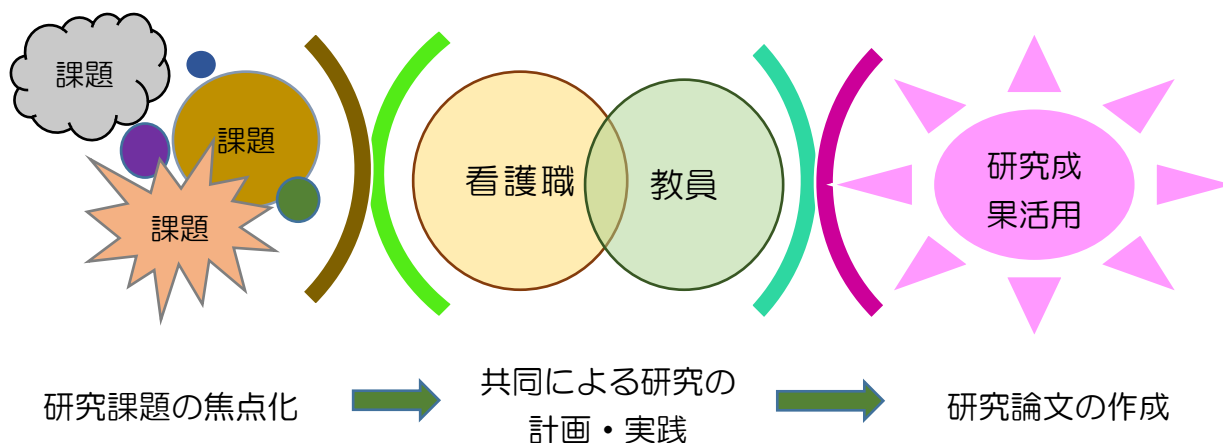 課題
課題
課題
看護職
教員
研究成
果活用
研究課題の焦点化
共同による研究の
計画・実践
研究論文の作成